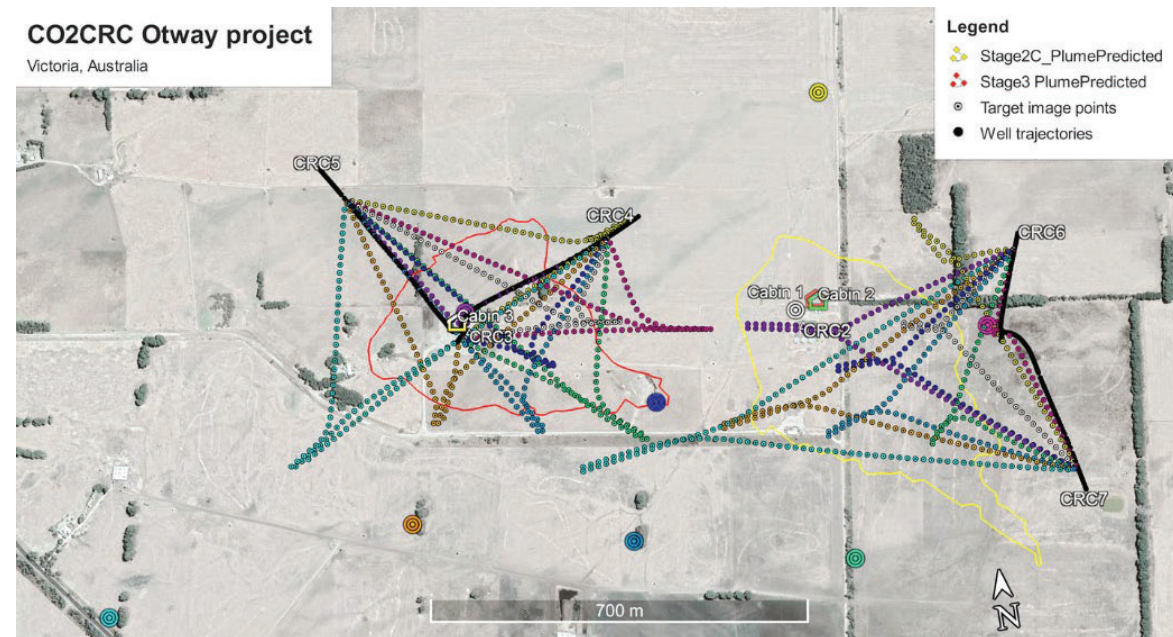 CO2CRC Otway project
Victoria, Australia
Legend
Stage2C_PlumePredicted
Stage3 PlumePredicted
Target image points
Well trajectories
CRC5
CRC4
CRC6
Cabin 1
Cabin 2
Cabin 3
CRC2
CRC3
CRC7
700 m
N